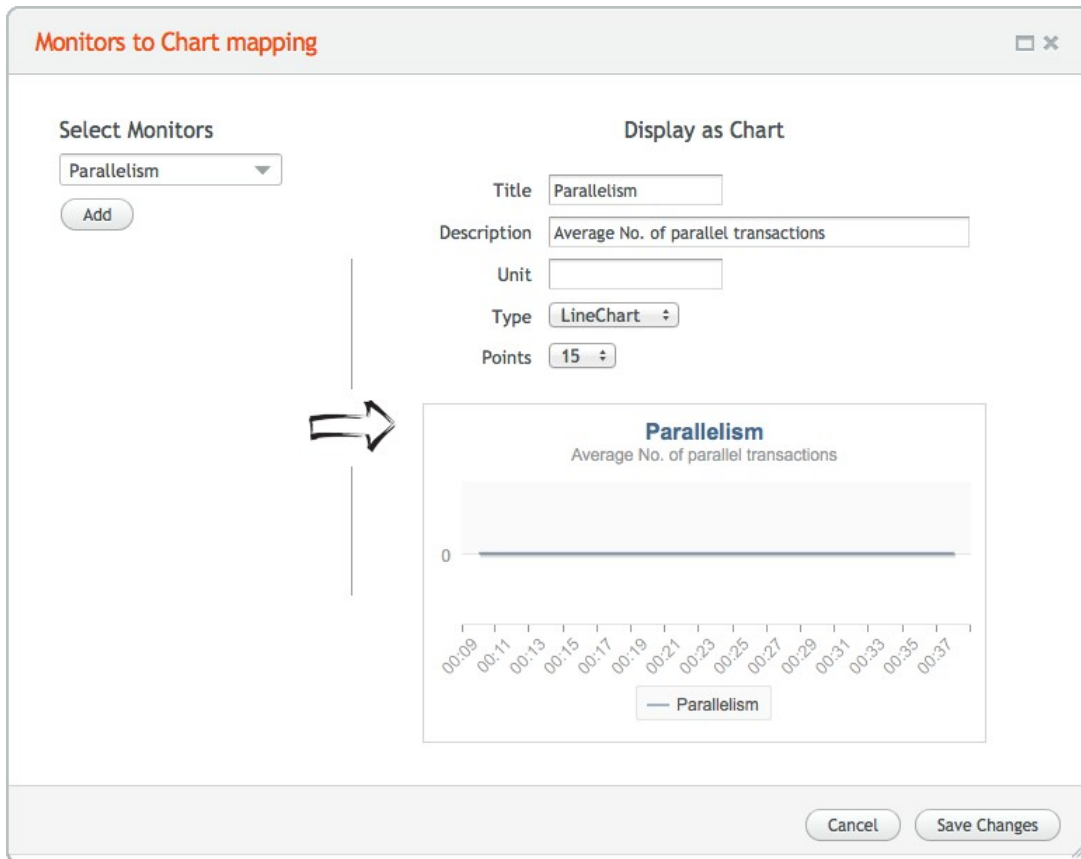 Monitors to Chart mapping
Select Monitors
Parallelism
Add
Display as Chart
Title Parallelism
Description Average No. of parallel transactions
Unit
Type LineChart
Points 15
Parallelism
Average No. of parallel transactions
0
00:09 00:11 00:13 00:15 00:17 00:19 00:21 00:23 00:25 00:27 00:29 00:31 00:33 00:35 00:37
Parallelism
Cancel Save Changes